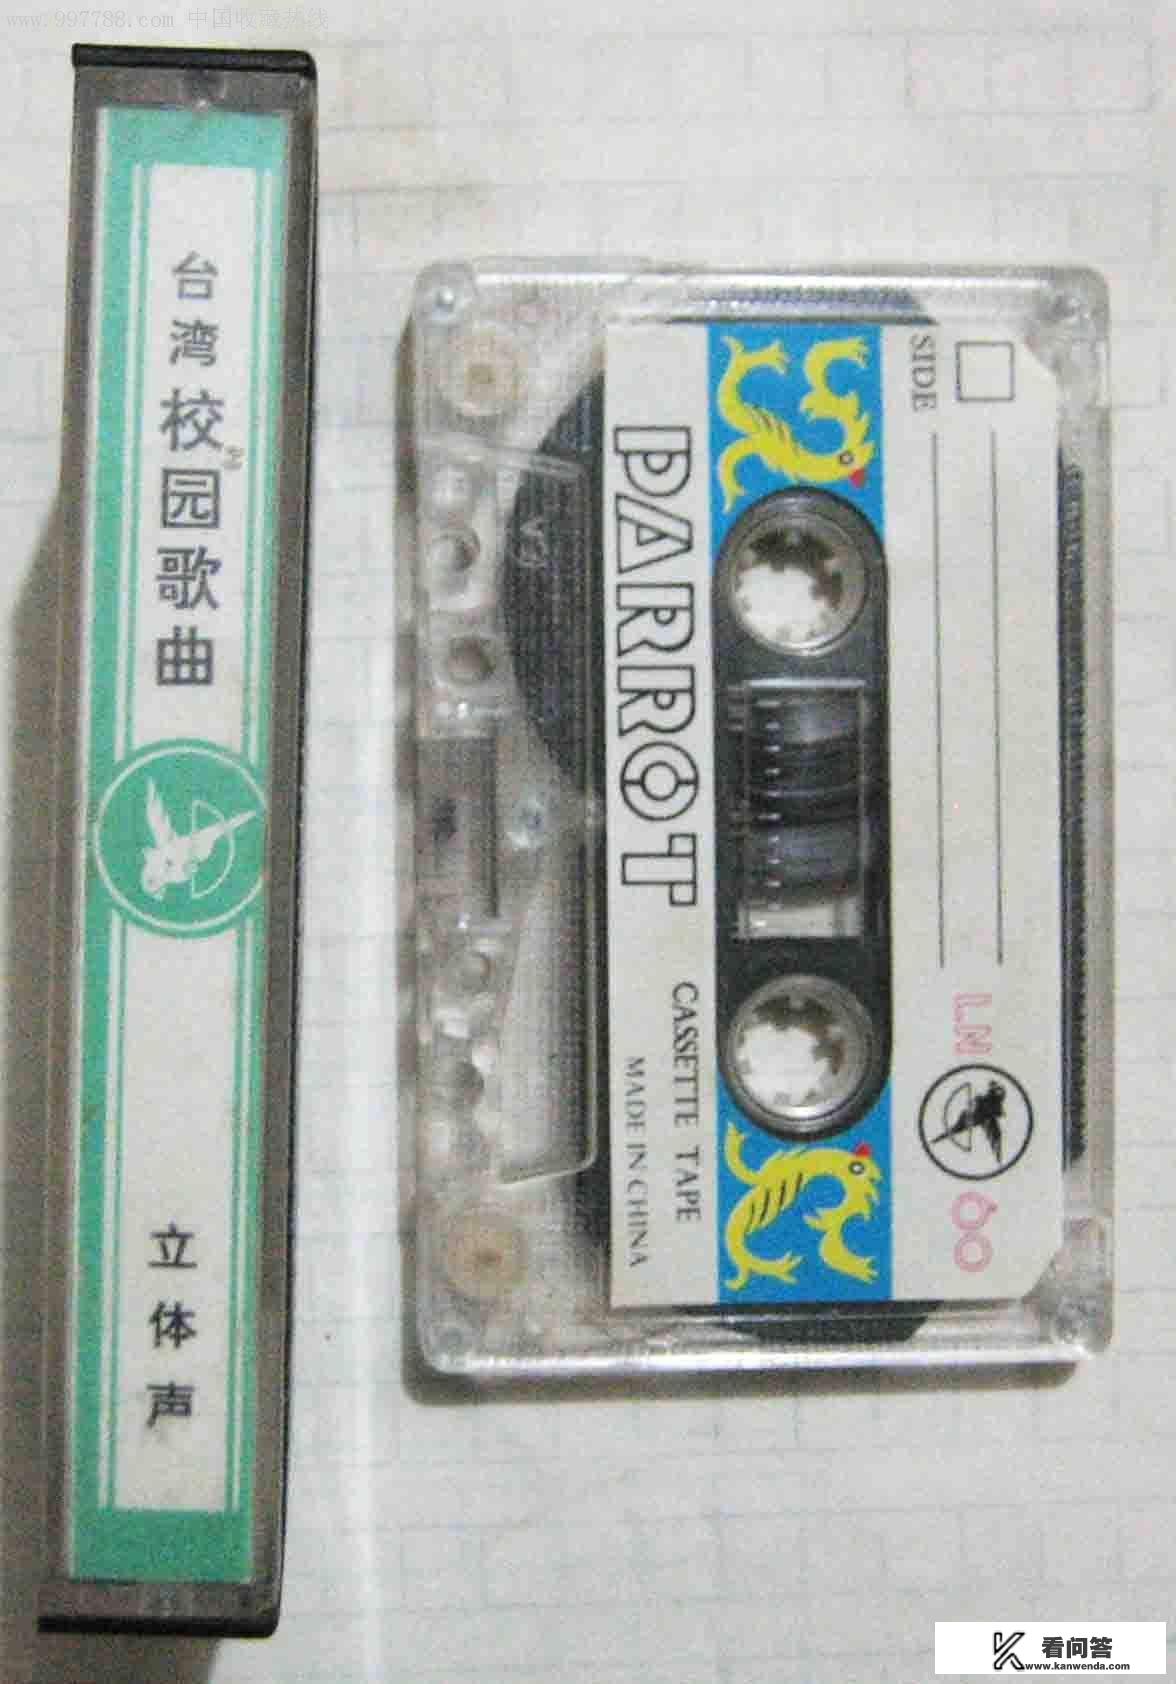 www.997788.com 中国收藏热线
台湾校园歌曲
立体声
SIDE
PARROT
CASSETTE TAPE
MADE IN CHINA
LN 60
看问答
www.kanwenda.com